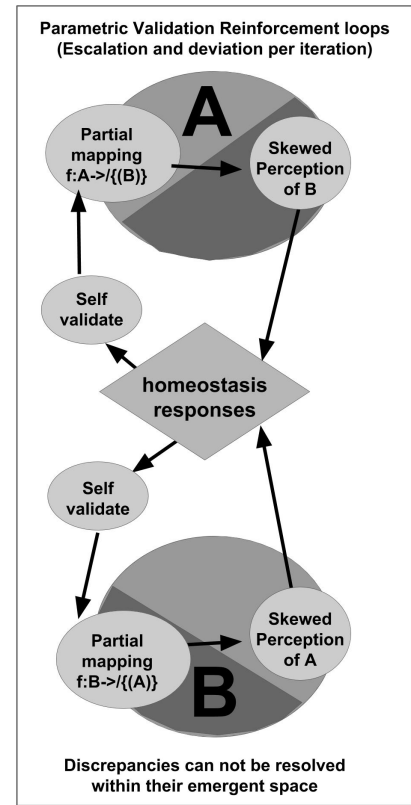 Parametric Validation Reinforcement loops
(Escalation and deviation per iteration)
A
Partial
mapping
f:A->/{(B)}
Skewed
Perception
of B
Self
validate
homeostasis
responses
Self
validate
Partial
mapping
f:B->/{(A)}
B
Skewed
Perception
of A
Discrepancies can not be resolved
within their emergent space